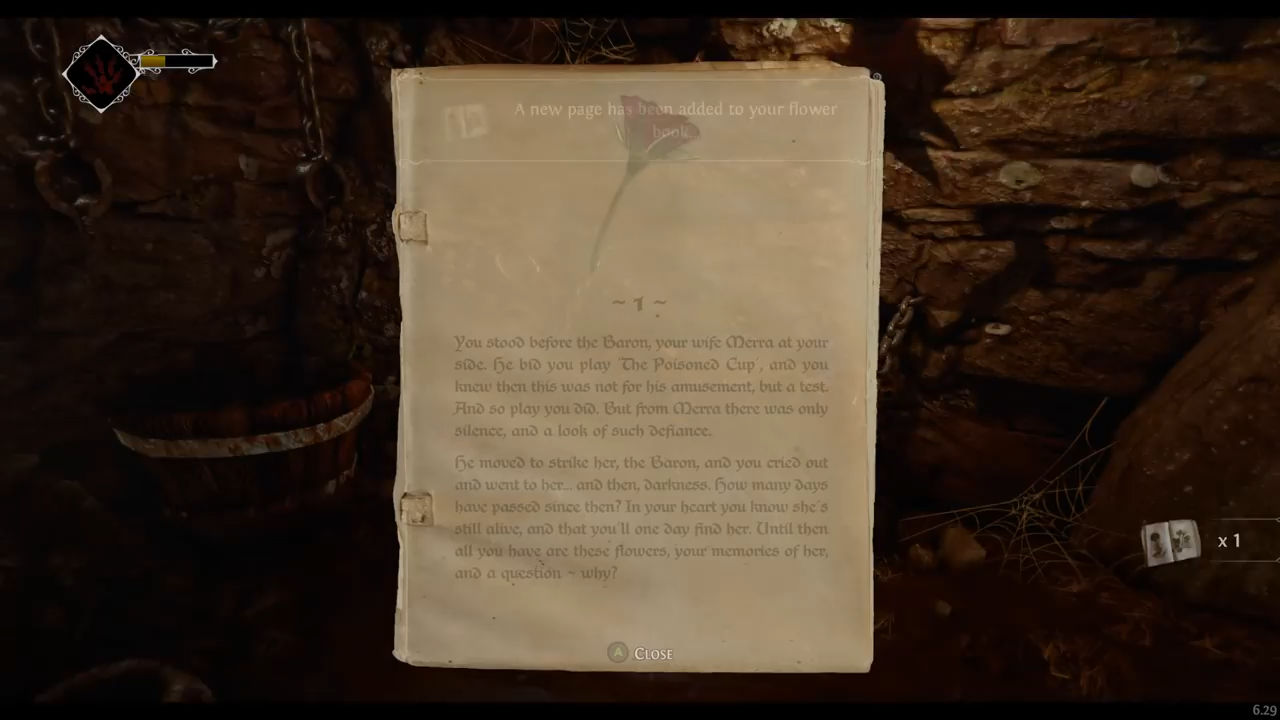 A new page has been added to your flower
book...
~ 1 ~
You stood before the Baron, your wife Merra at your
side. He bid you play 'The Poisoned Cup', and you
knew then this was not for his amusement, but a test.
And so play you did. But from Merra there was only
silence, and a look of such defiance.
He moved to strike her, the Baron, and you cried out
and went to her... and then, darkness. How many days
have passed since then? In your heart you know she's
still alive, and that you'll one day find her. Until then
all you have are these flowers, your memories of her,
and a question ~ why?
x 1
A Close
6.29